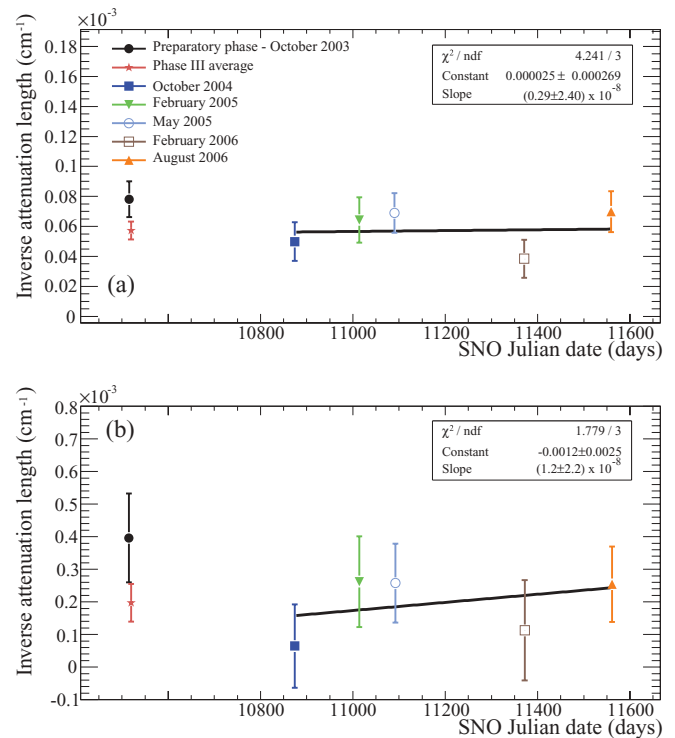 ×10⁻³
0.18
0.16
0.14
0.12
0.1
0.08
0.06
0.04
0.02
0
Inverse attenuation length (cm⁻¹)
Preparatory phase - October 2003
Phase III average
October 2004
February 2005
May 2005
February 2006
August 2006
χ² / ndf 4.241 / 3
Constant 0.000025 ± 0.000269
Slope (0.29±2.40) x 10⁻⁸
(a)
10800 11000 11200 11400 11600
SNO Julian date (days)
×10⁻³
0.8
0.7
0.6
0.5
0.4
0.3
0.2
0.1
0
-0.1
Inverse attenuation length (cm⁻¹)
(b)
χ² / ndf 1.779 / 3
Constant -0.0012±0.0025
Slope (1.2±2.2) x 10⁻⁸
10800 11000 11200 11400 11600
SNO Julian date (days)